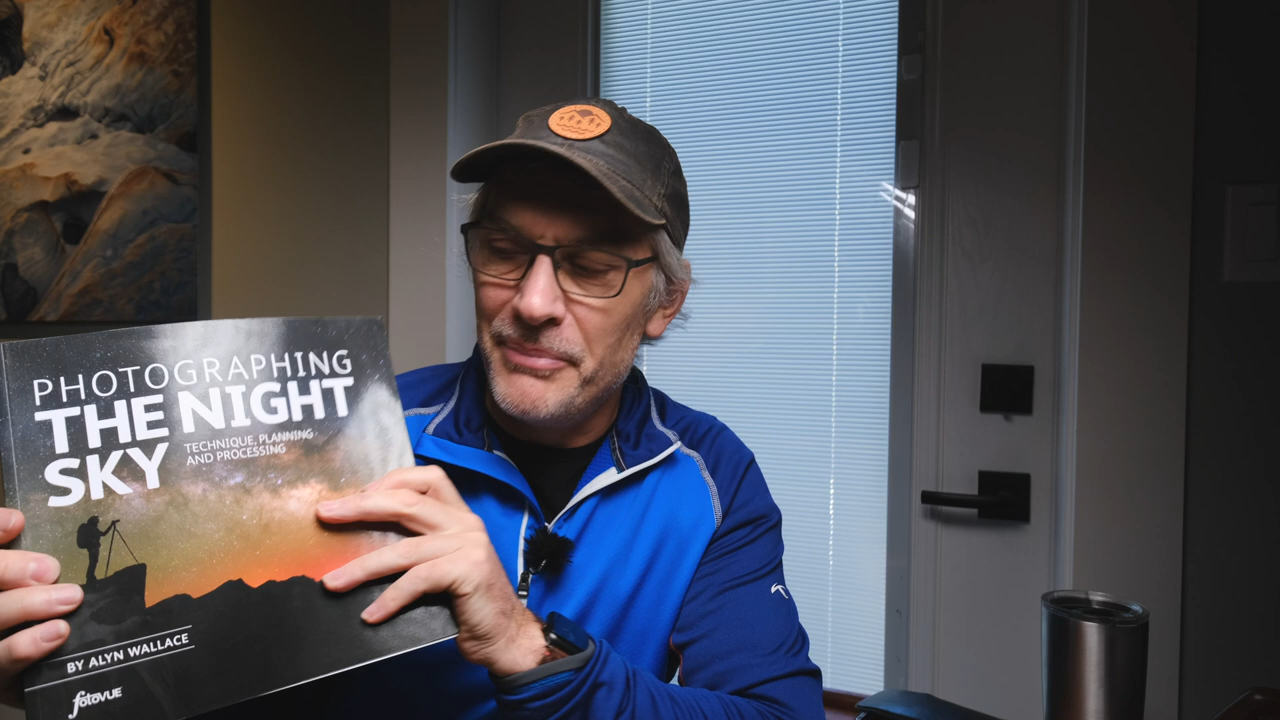 PHOTOGRAPHING
THE NIGHT
SKY
TECHNIQUE, PLANNING
AND PROCESSING
BY ALYN WALLACE
fotoVUE